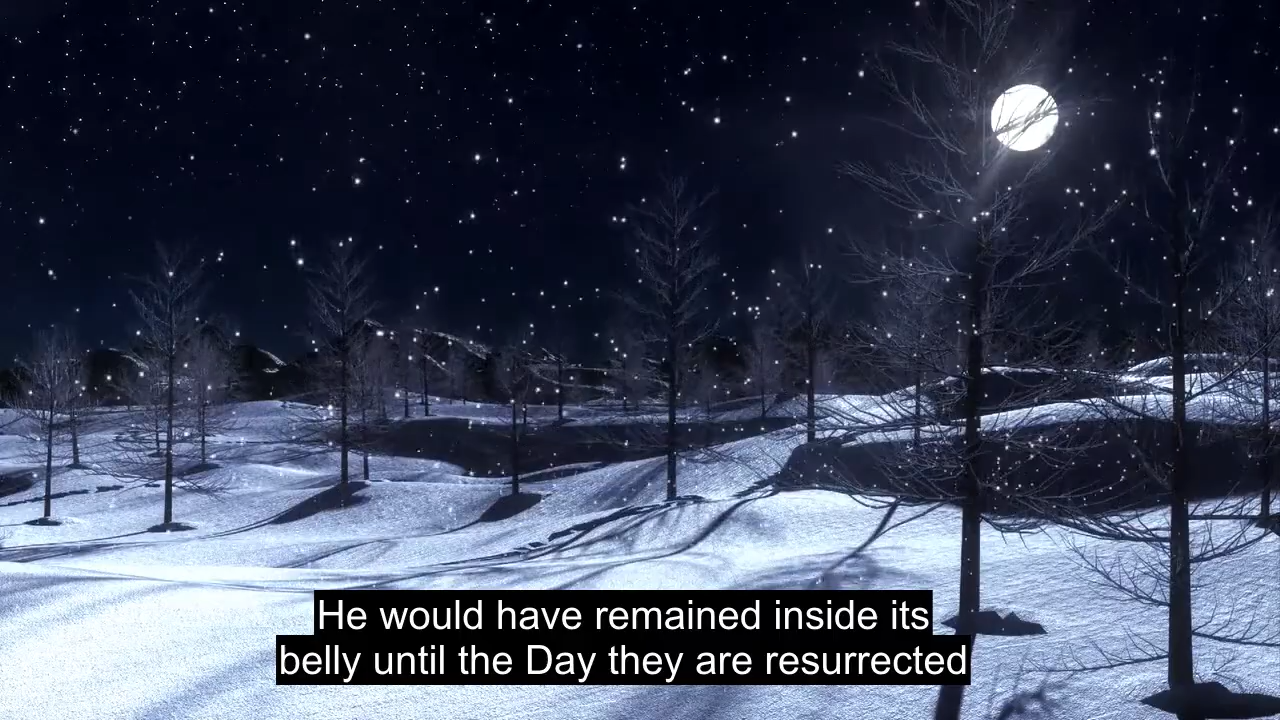 He would have remained inside its
belly until the Day they are resurrected